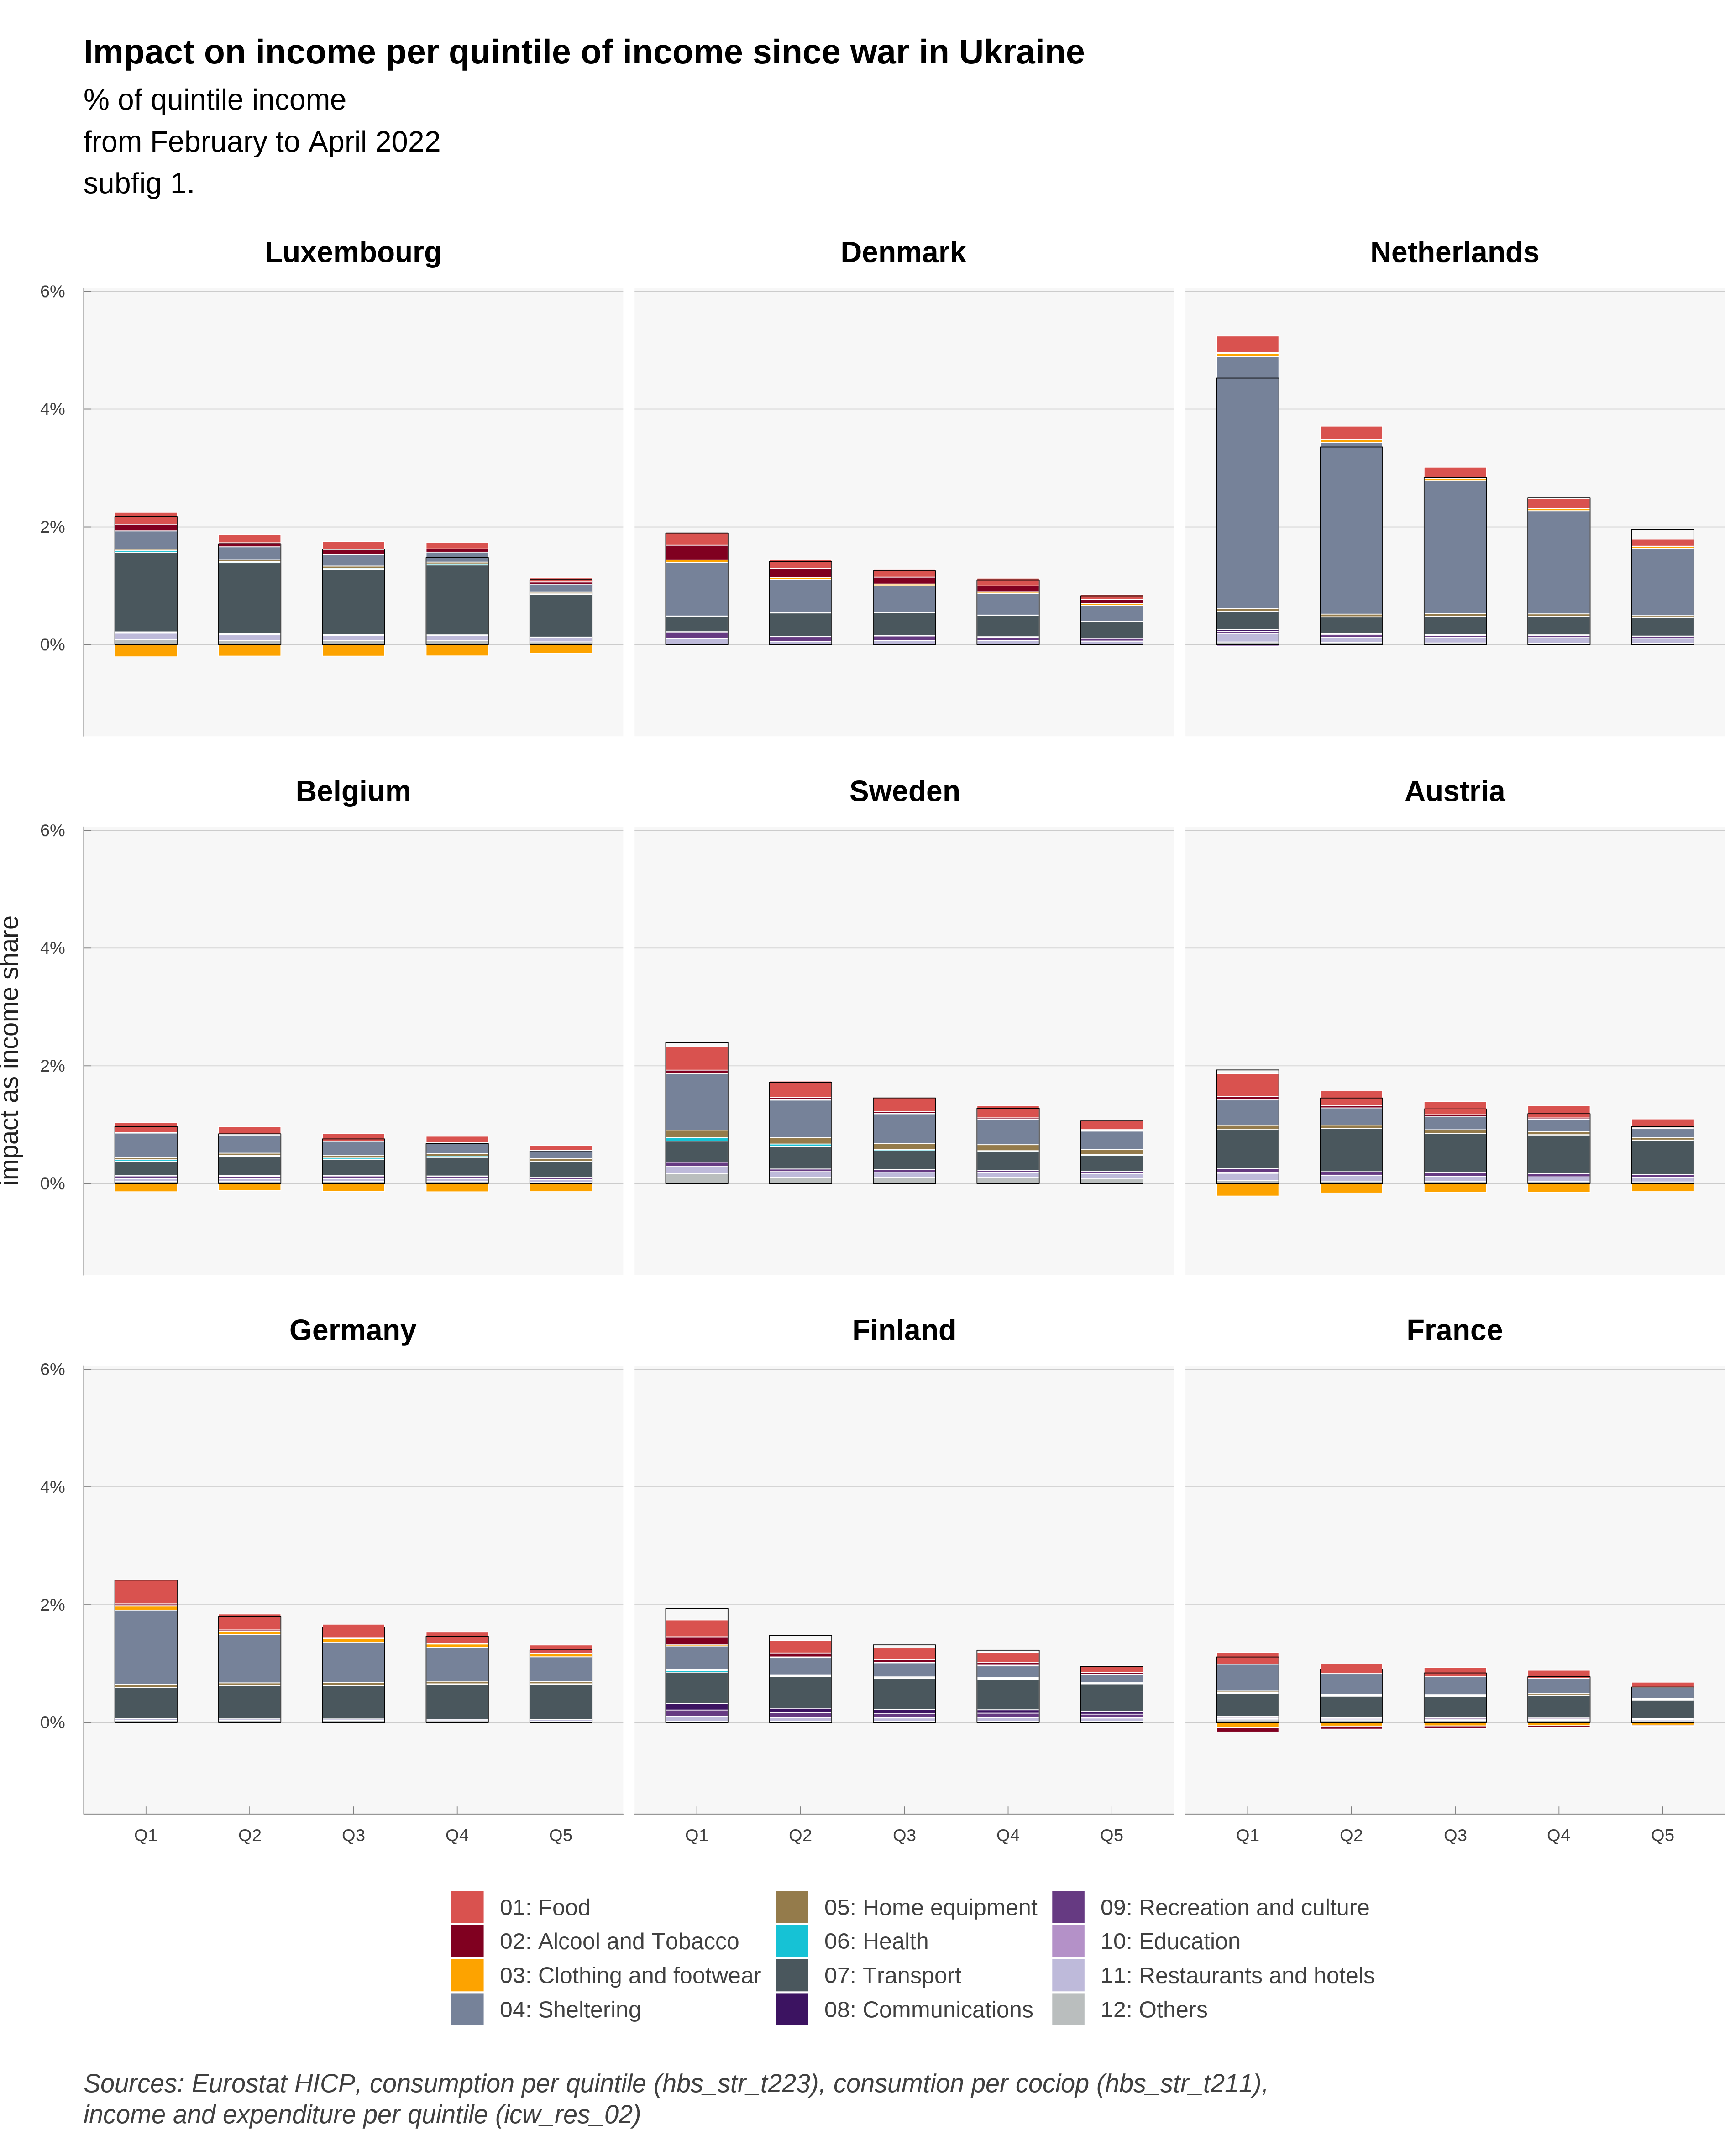 Impact on income per quintile of income since war in Ukraine
% of quintile income
from February to April 2022
subfig 1.
Luxembourg
Denmark
Netherlands
6%
4%
2%
0%
Belgium
Sweden
Austria
6%
4%
2%
0%
impact as income share
Germany
Finland
France
6%
4%
2%
0%
Q1 Q2 Q3 Q4 Q5 Q1 Q2 Q3 Q4 Q5 Q1 Q2 Q3 Q4 Q5
01: Food
02: Alcool and Tobacco
03: Clothing and footwear
04: Sheltering
05: Home equipment
06: Health
07: Transport
08: Communications
09: Recreation and culture
10: Education
11: Restaurants and hotels
12: Others
Sources: Eurostat HICP, consumption per quintile (hbs_str_t223), consumtion per cociop (hbs_str_t211),
income and expenditure per quintile (icw_res_02)